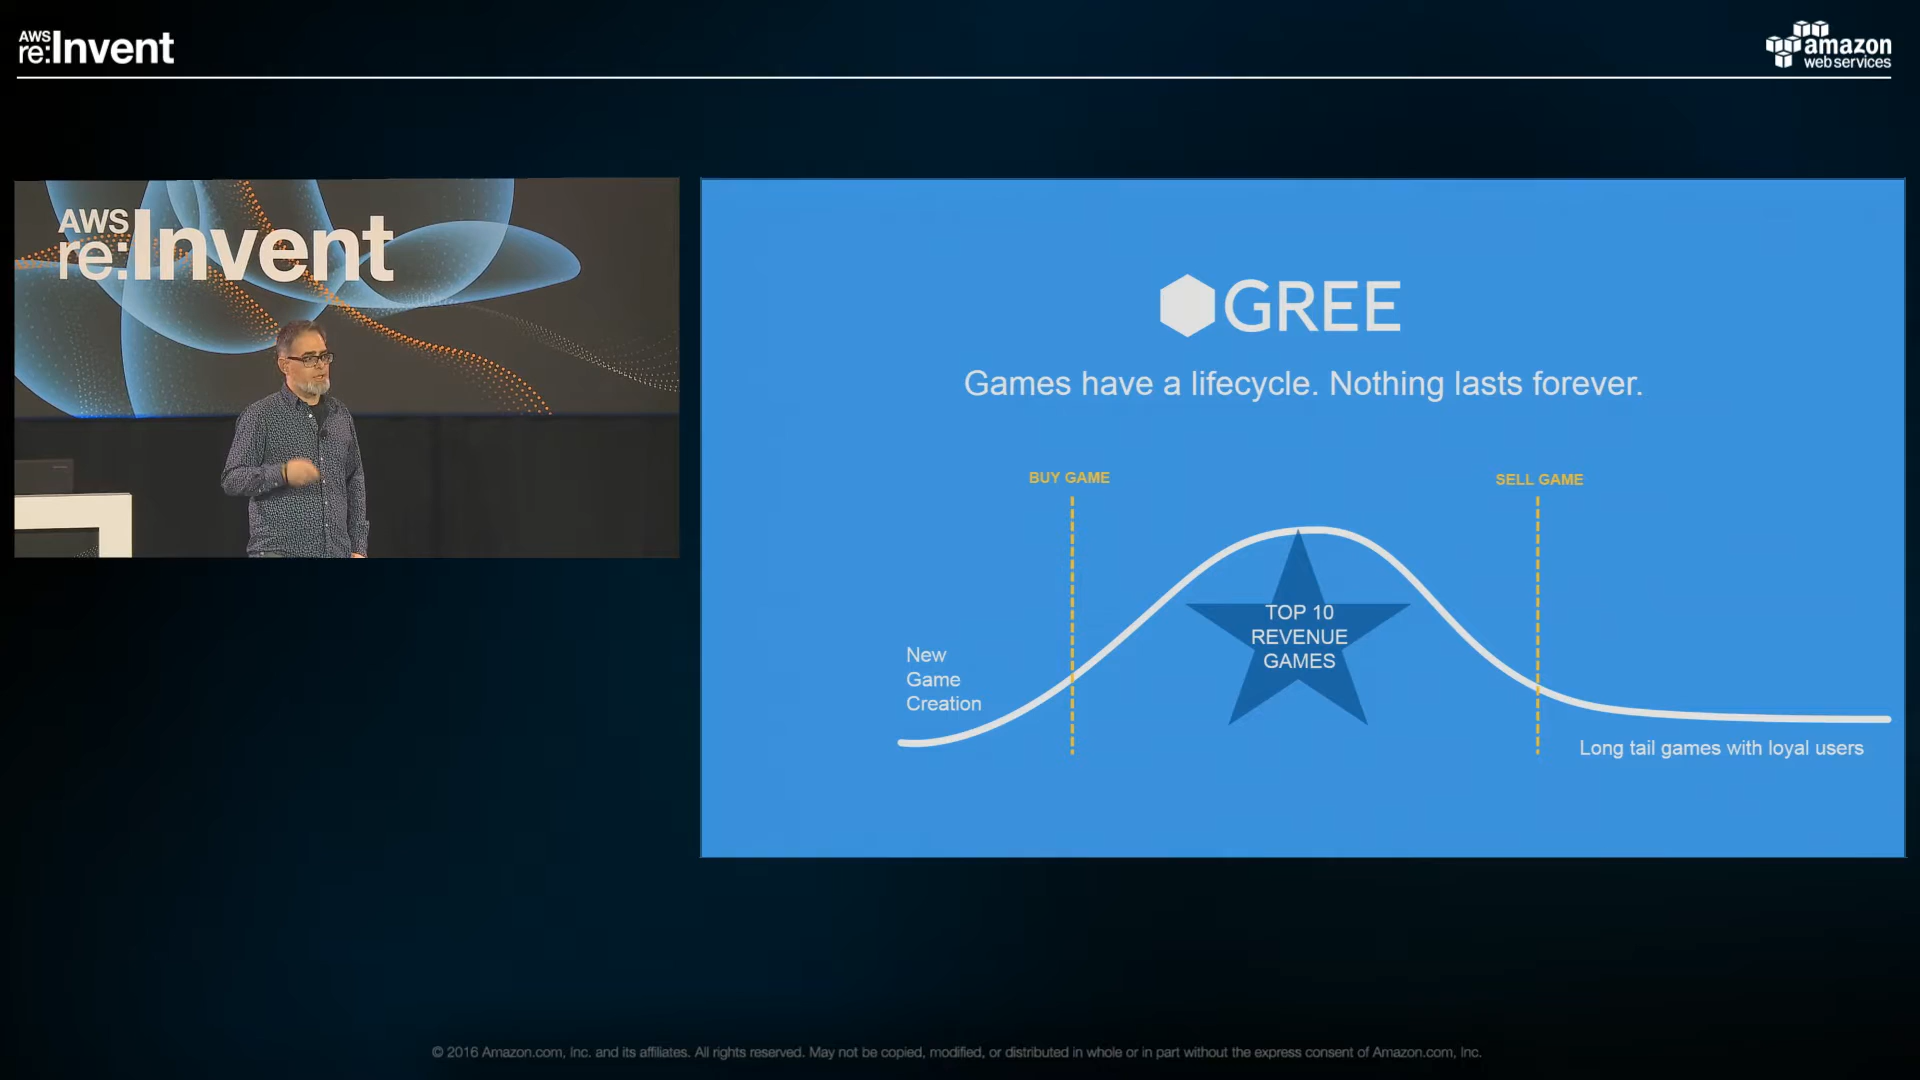 AWS
re:Invent
amazon
web services
AWS
re:Invent
GREE
Games have a lifecycle. Nothing lasts forever.
BUY GAME
SELL GAME
TOP 10
REVENUE
GAMES
New
Game
Creation
Long tail games with loyal users
© 2016 Amazon.com, Inc. and its affiliates. All rights reserved. May not be copied, modified, or distributed in whole or in part without the express consent of Amazon.com, Inc.